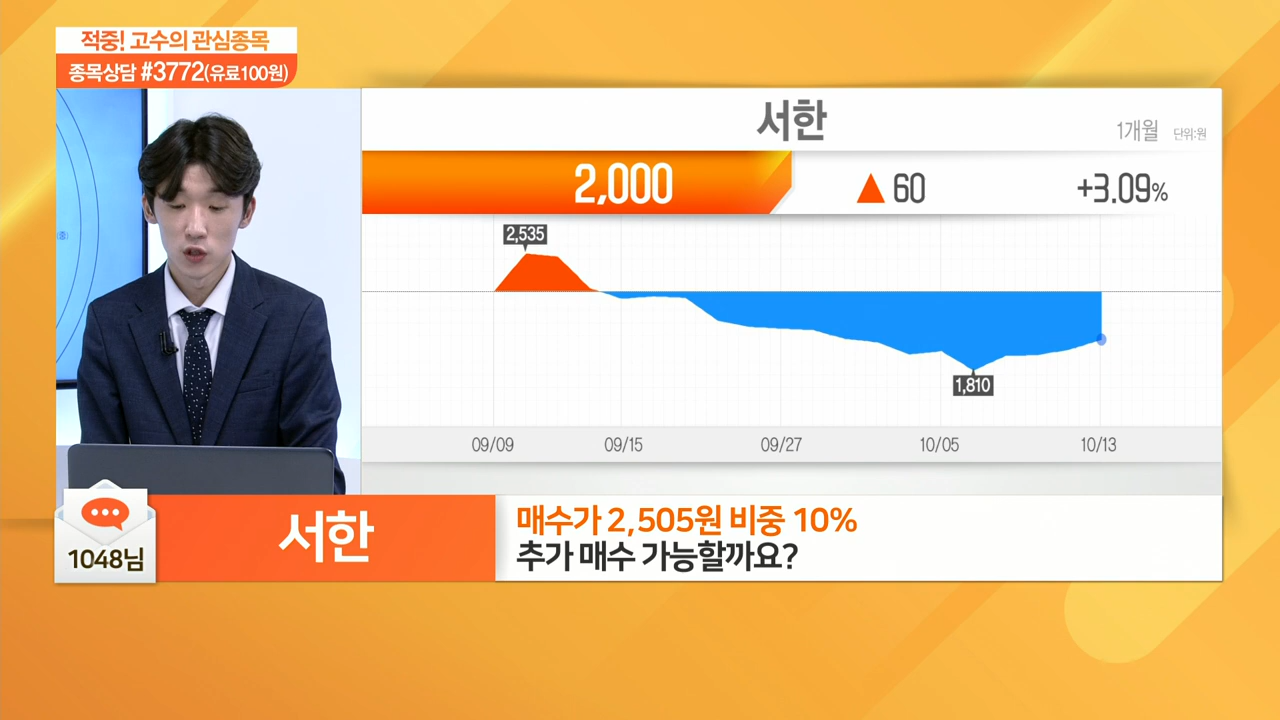 적중! 고수의 관심종목
종목상담 #3772(유료100원)
서한
1개월 단위:원
2,000 ▲ 60 +3.09%
2,535
1,810
09/09 09/15 09/27 10/05 10/13
1048님
서한
매수가 2,505원 비중 10%
추가 매수 가능할까요?